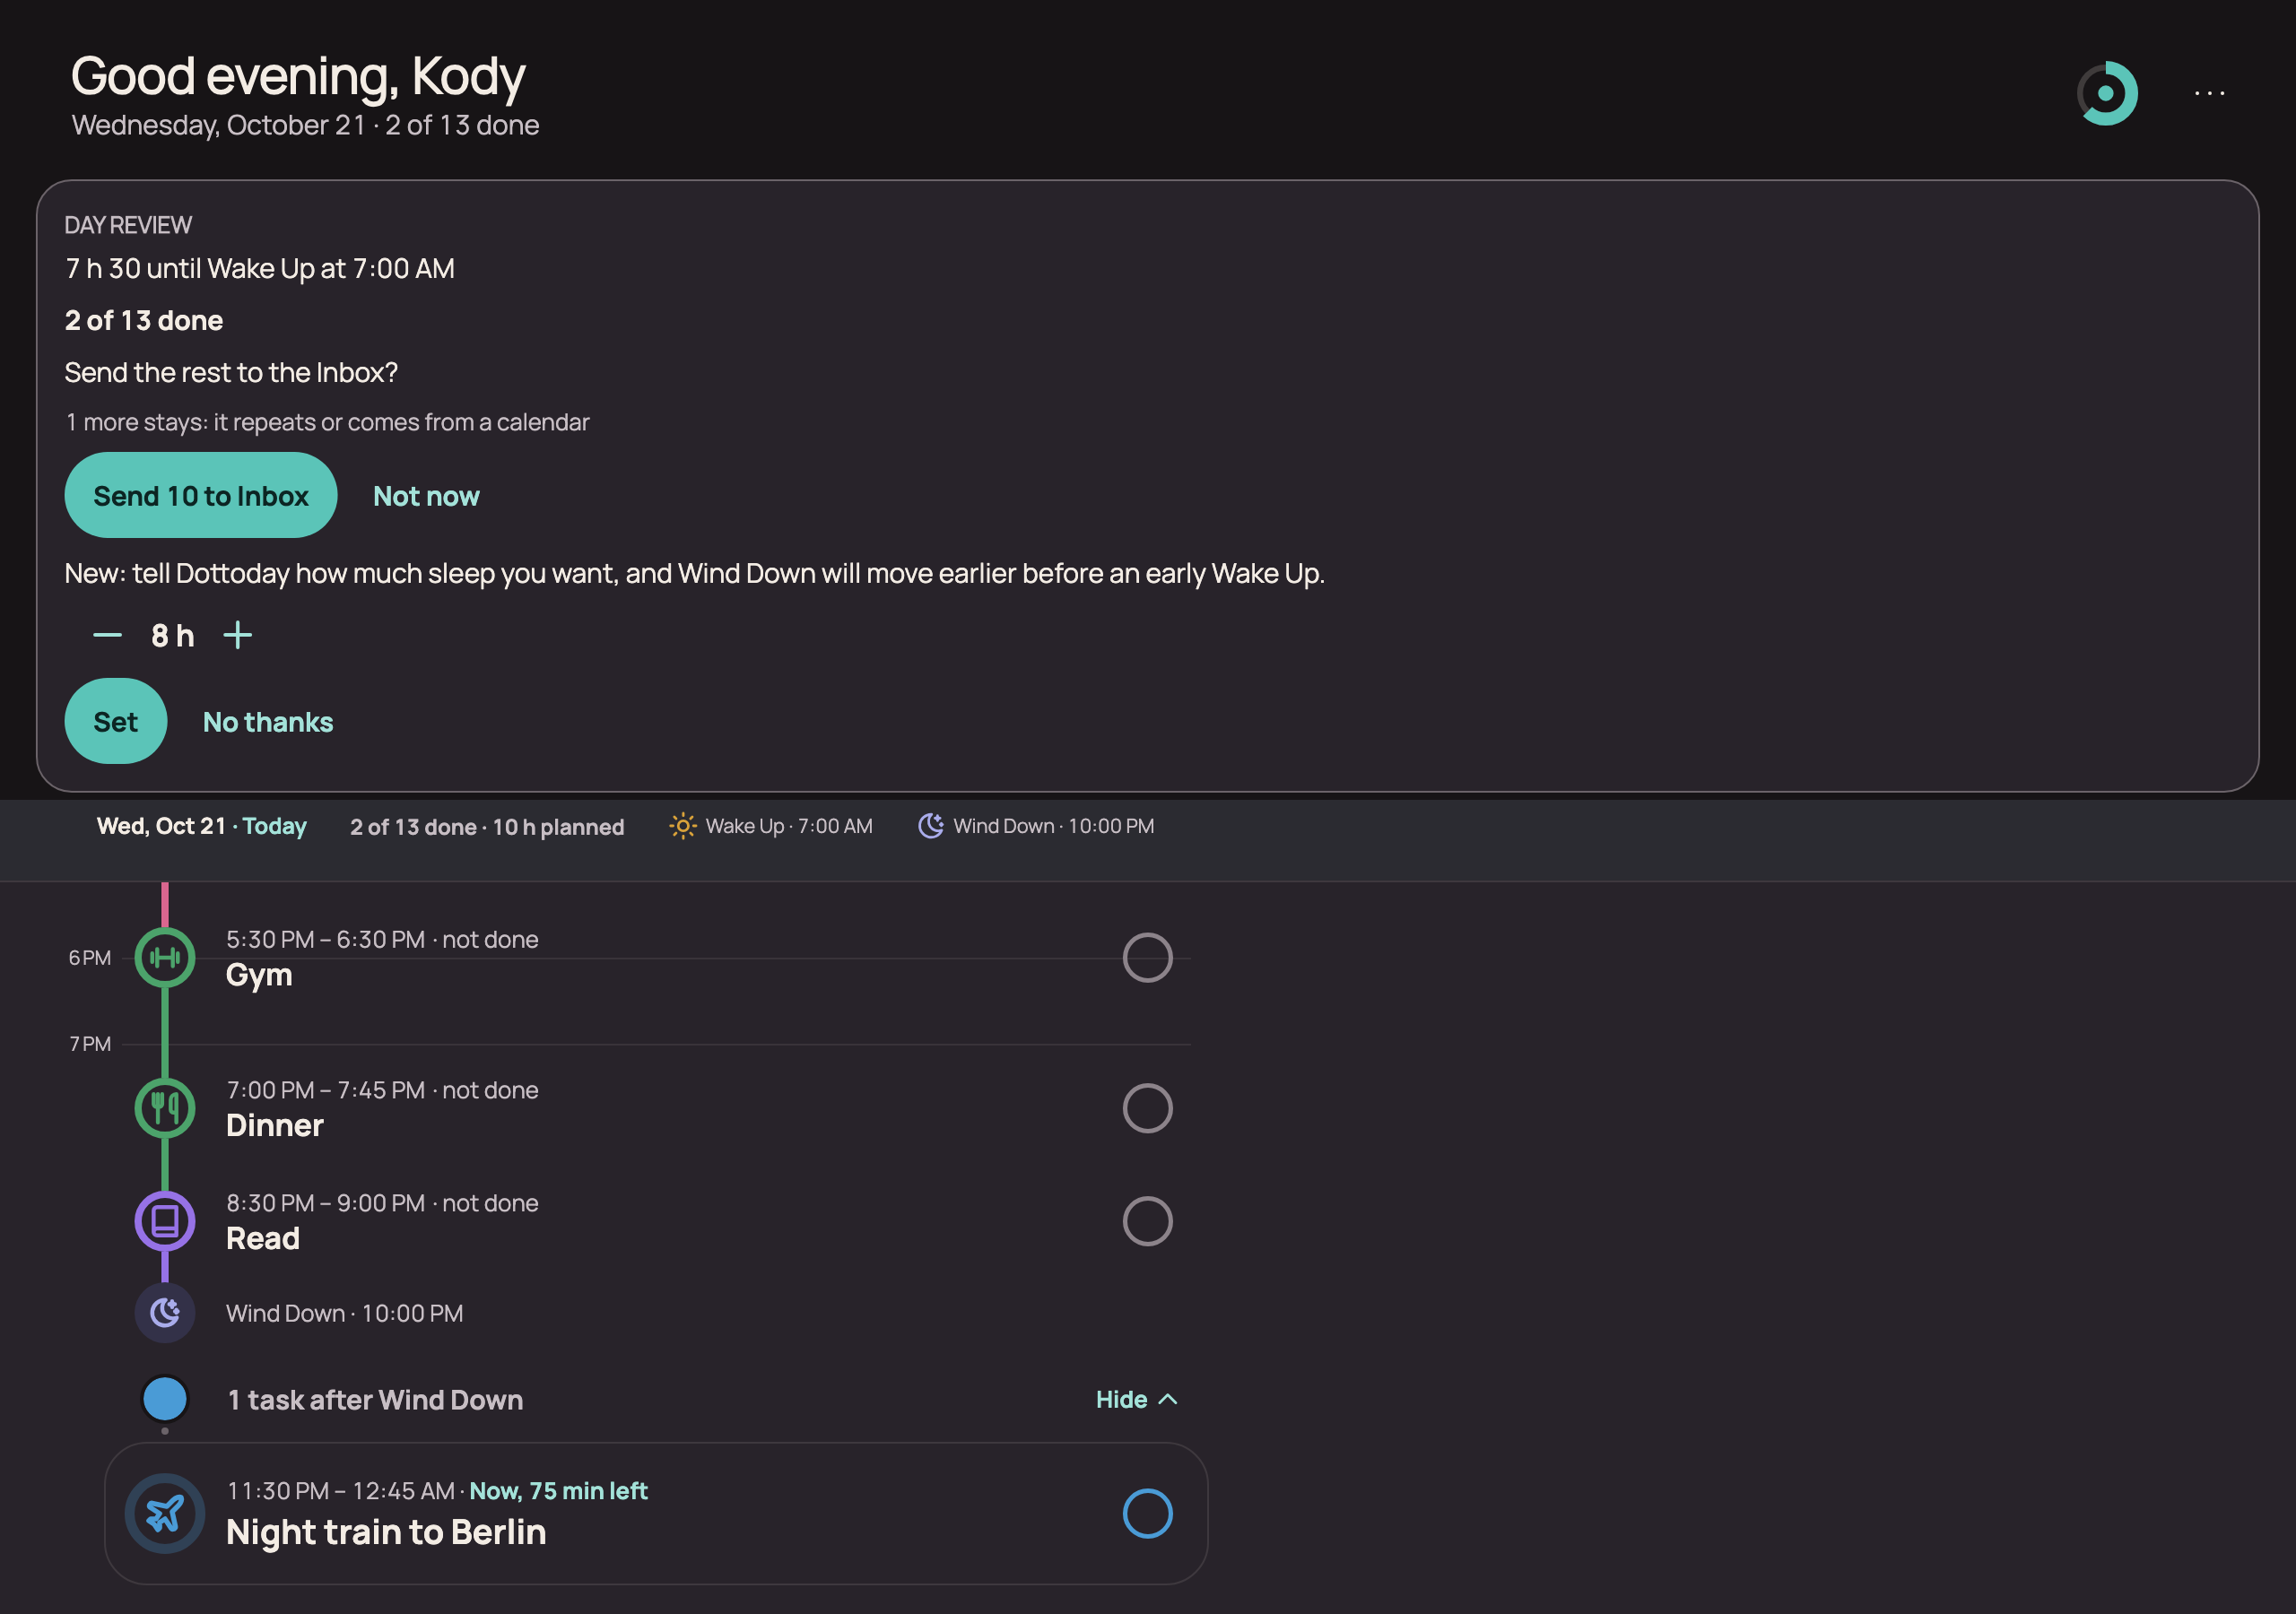 Good evening, Kody
Wednesday, October 21 · 2 of 13 done
DAY REVIEW
7 h 30 until Wake Up at 7:00 AM
2 of 13 done
Send the rest to the Inbox?
1 more stays: it repeats or comes from a calendar
Send 10 to Inbox
Not now
New: tell Dottoday how much sleep you want, and Wind Down will move earlier before an early Wake Up.
8 h
Set
No thanks
Wed, Oct 21 · Today
2 of 13 done · 10 h planned
Wake Up · 7:00 AM
Wind Down · 10:00 PM
5:30 PM – 6:30 PM · not done
6 PM
Gym
7 PM
7:00 PM – 7:45 PM · not done
Dinner
8:30 PM – 9:00 PM · not done
Read
Wind Down · 10:00 PM
1 task after Wind Down
Hide
11:30 PM – 12:45 AM · Now, 75 min left
Night train to Berlin